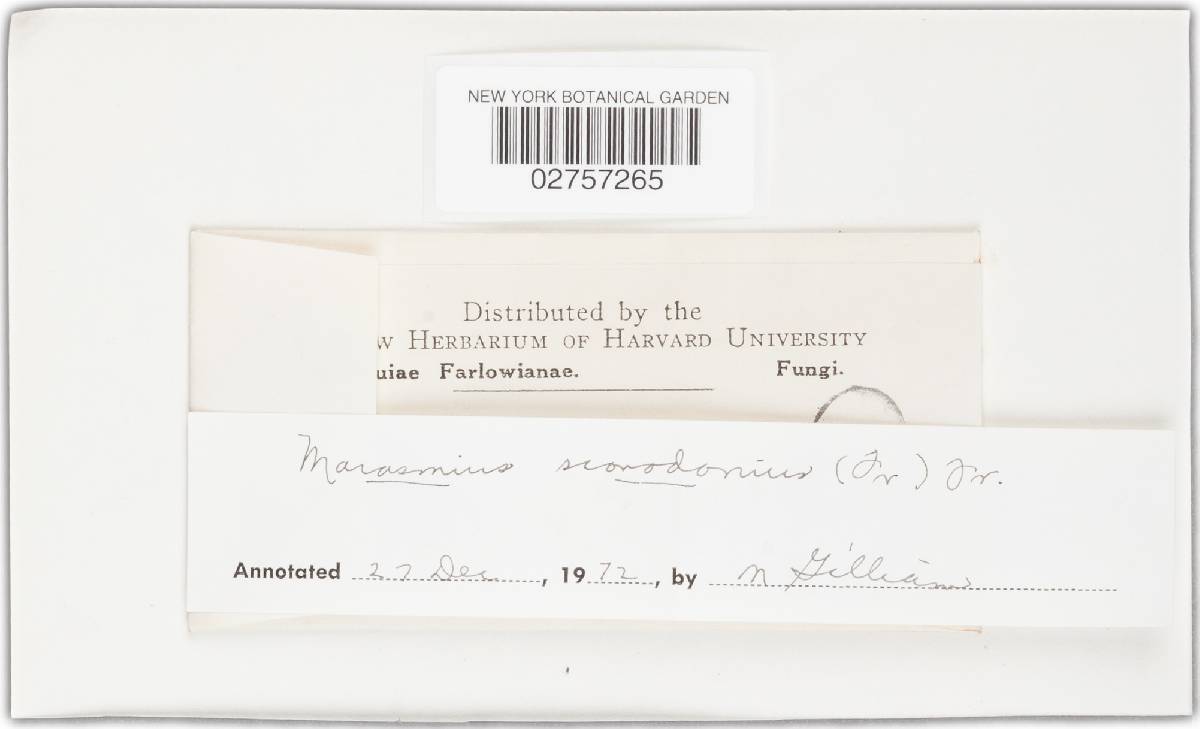 NEW YORK BOTANICAL GARDEN
02757265
Distributed by the
W HERBARIUM OF HARVARD UNIVERSITY
uiae Farlowianae. Fungi.
Marasmius scorodonius (Fr) Fr.
Annotated 27 Dec, 1972, by M Gilliam